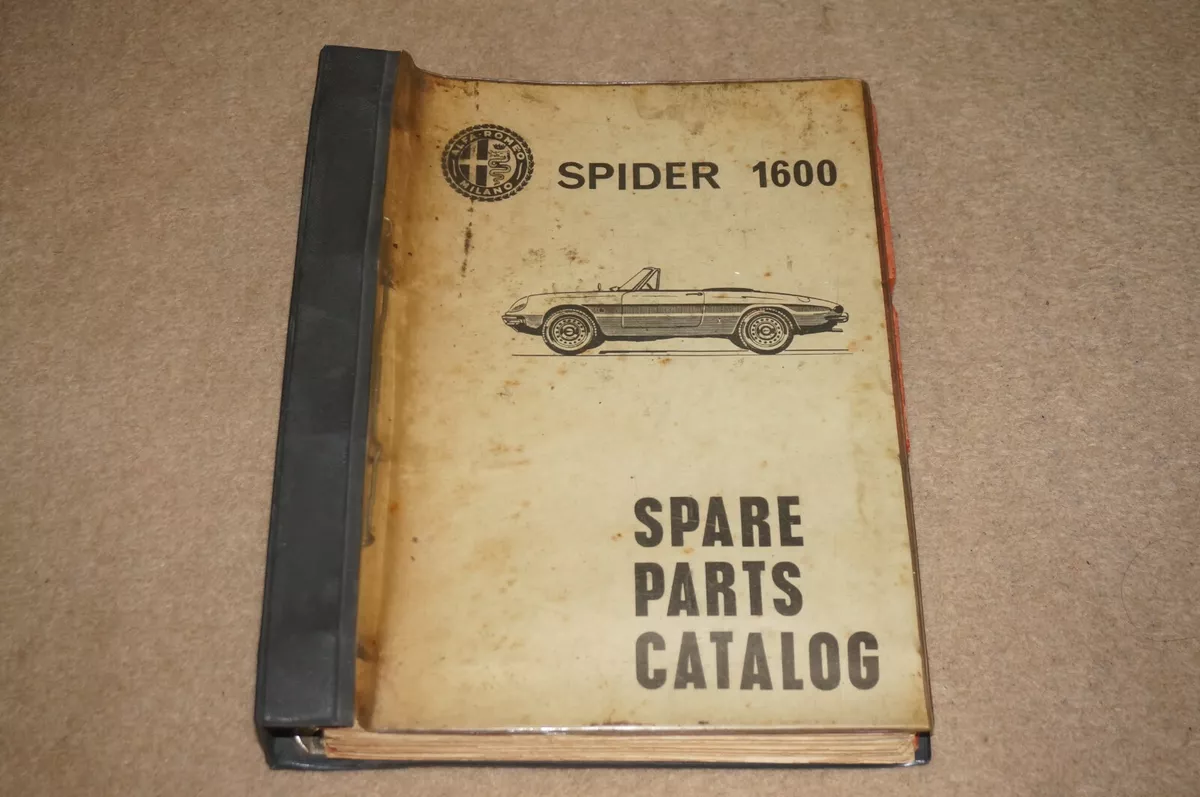 ALFA-ROMEO
MILANO
SPIDER 1600
SPARE
PARTS
CATALOG